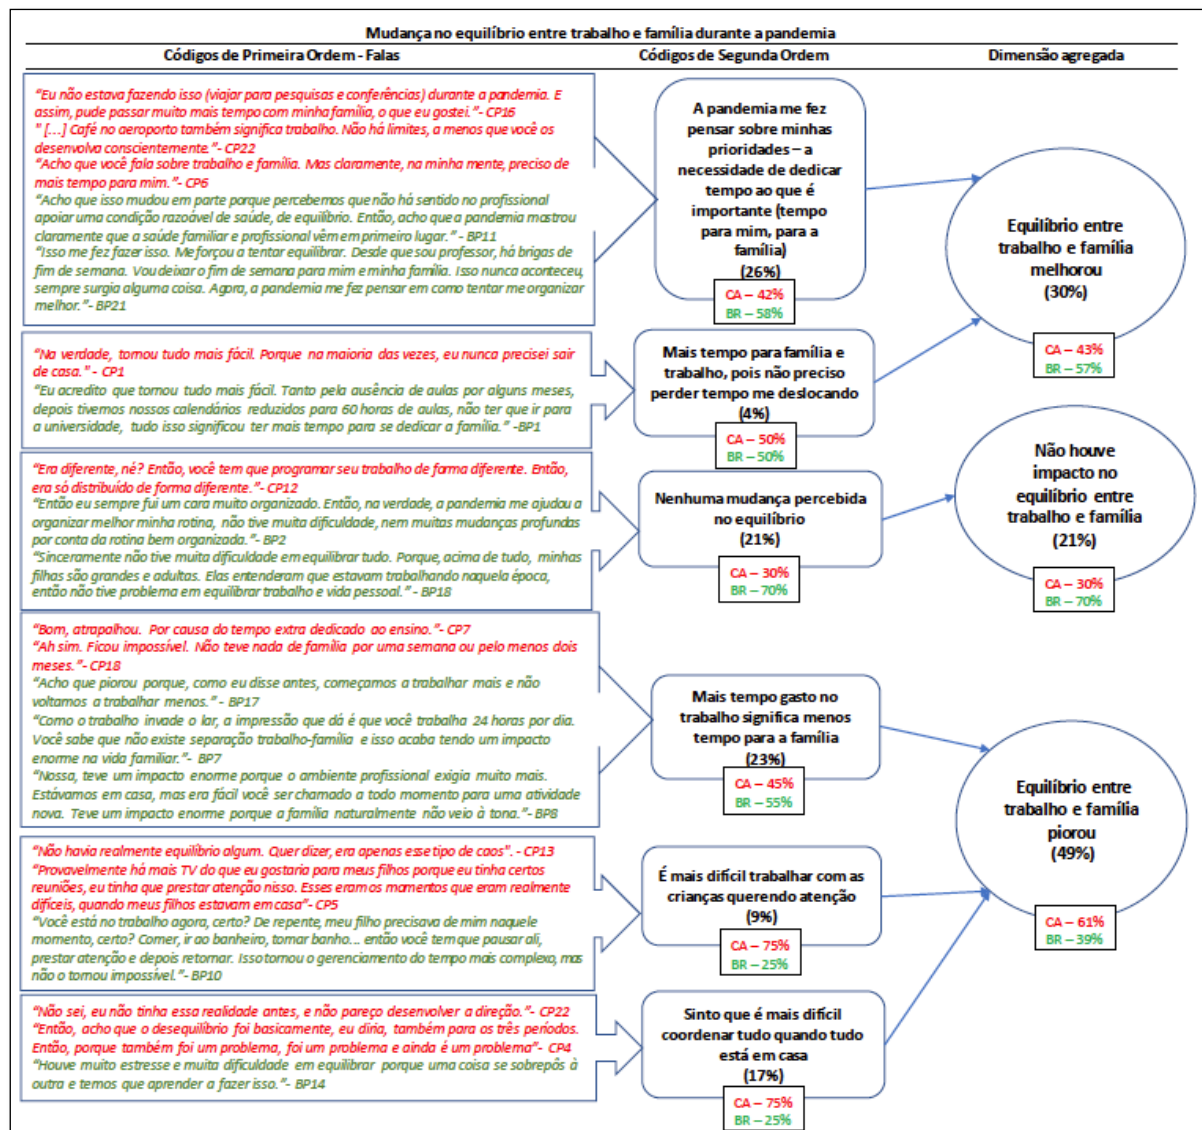 Mudança no equilíbrio entre trabalho e família durante a pandemia
Códigos de Primeira Ordem - Falas
Códigos de Segunda Ordem
Dimensão agregada
"Eu não estava fazendo isso (viajar para pesquisas e conferências) durante a pandemia. E
assim, pude passar muito mais tempo com minha família, o que eu gostei."- CP16
" [...] Café no aeroporto também significa trabalho. Não há limites, a menos que você os
desenvolva conscientemente."- CP22
"Acho que você fala sobre trabalho e família. Mas claramente, na minha mente, preciso de
mais tempo para mim."- CP6
"Acho que isso mudou em parte porque percebemos que não há sentido no profissional
apoiar uma condição razoável de saúde, de equilíbrio. Então, acho que a pandemia mostrou
claramente que a saúde familiar e profissional vêm em primeiro lugar." - BP11
"Isso me fez fazer isso. Me forçou a tentar equilibrar. Desde que sou professor, há brigas de
fim de semana. Vou deixar o fim de semana para mim e minha família. Isso nunca aconteceu,
sempre surgia alguma coisa. Agora, a pandemia me fez pensar em como tentar me organizar
melhor."- BP21
A pandemia me fez
pensar sobre minhas
prioridades – a
necessidade de dedicar
tempo ao que é
importante (tempo
para mim, para a
família)
(26%)
CA – 42%
BR – 58%
Equilíbrio entre
trabalho e família
melhorou
(30%)
CA – 43%
BR – 57%
"Na verdade, tornou tudo mais fácil. Porque na maioria das vezes, eu nunca precisei sair
de casa." - CP1
"Eu acredito que tornou tudo mais fácil. Tanto pela ausência de aulas por alguns meses,
depois tivemos nossos calendários reduzidos para 60 horas de aulas, não ter que ir para
a universidade, tudo isso significou ter mais tempo para se dedicar a família." -BP1
Mais tempo para família e
trabalho, pois não preciso
perder tempo me deslocando
(4%)
CA – 50%
BR – 50%
"Era diferente, né? Então, você tem que programar seu trabalho de forma diferente. Então,
era só distribuído de forma diferente."- CP12
"Então eu sempre fui um cara muito organizado. Então, na verdade, a pandemia me ajudou a
organizar melhor minha rotina, não tive muita dificuldade, nem muitas mudanças profundas
por conta da rotina bem organizada."- BP2
"Sinceramente não tive muita dificuldade em equilibrar tudo. Porque, acima de tudo, minhas
filhas são grandes e adultas. Elas entenderam que estavam trabalhando naquela época,
então não tive problema em equilibrar trabalho e vida pessoal."- BP18
Nenhuma mudança percebida
no equilíbrio
(21%)
CA – 30%
BR – 70%
Não houve
impacto no
equilíbrio entre
trabalho e família
(21%)
CA – 30%
BR – 70%
"Bom, atrapalhou. Por causa do tempo extra dedicado ao ensino."- CP7
"Ah sim. Ficou impossível. Não teve nada de família por uma semana ou pelo menos dois
meses."- CP18
"Acho que piorou porque, como eu disse antes, começamos a trabalhar mais e não
voltamos a trabalhar menos." - BP17
"Como o trabalho invade o lar, a impressão que dá é que você trabalha 24 horas por dia.
Você sabe que não existe separação trabalho-família e isso acaba tendo um impacto
enorme na vida familiar."- BP7
"Nossa, teve um impacto enorme porque o ambiente profissional exigia muito mais.
Estávamos em casa, mas era fácil você ser chamado a todo momento para uma atividade
nova. Teve um impacto enorme porque a família naturalmente não veio à tona."- BP8
Mais tempo gasto no
trabalho significa menos
tempo para a família
(23%)
CA – 45%
BR – 55%
Equilíbrio entre
trabalho e família
piorou
(49%)
CA – 61%
BR – 39%
"Não havia realmente equilíbrio algum. Quer dizer, era apenas esse tipo de caos". - CP13
"Provavelmente há mais TV do que eu gostaria para meus filhos porque eu tinha certos
reuniões, eu tinha que prestar atenção nisso. Esses eram os momentos que eram realmente
difíceis, quando meus filhos estavam em casa"CP5
"Você está no trabalho agora, certo? De repente, meu filho precisava de mim naquele
momento, certo? Comer, ir ao banheiro, tomar banho... então você tem que pausar ali,
prestar atenção e depois retornar. Isso tornou o gerenciamento do tempo mais complexo, mas
não o tornou impossível."- BP10
É mais difícil trabalhar com as
crianças querendo atenção
(9%)
CA – 75%
BR – 25%
"Não sei, eu não tinha essa realidade antes, e não pareço desenvolver a direção."- CP22
"Então, acho que o desequilíbrio foi basicamente, eu diria, também para os três períodos.
Então, porque também foi um problema, foi um problema e ainda é um problema"- CP4
"Houve muito estresse e muita dificuldade em equilibrar porque uma coisa se sobrepôs à
outra e temos que aprender a fazer isso."- BP14
Sinto que é mais difícil
coordenar tudo quando tudo
está em casa
(17%)
CA – 75%
BR – 25%